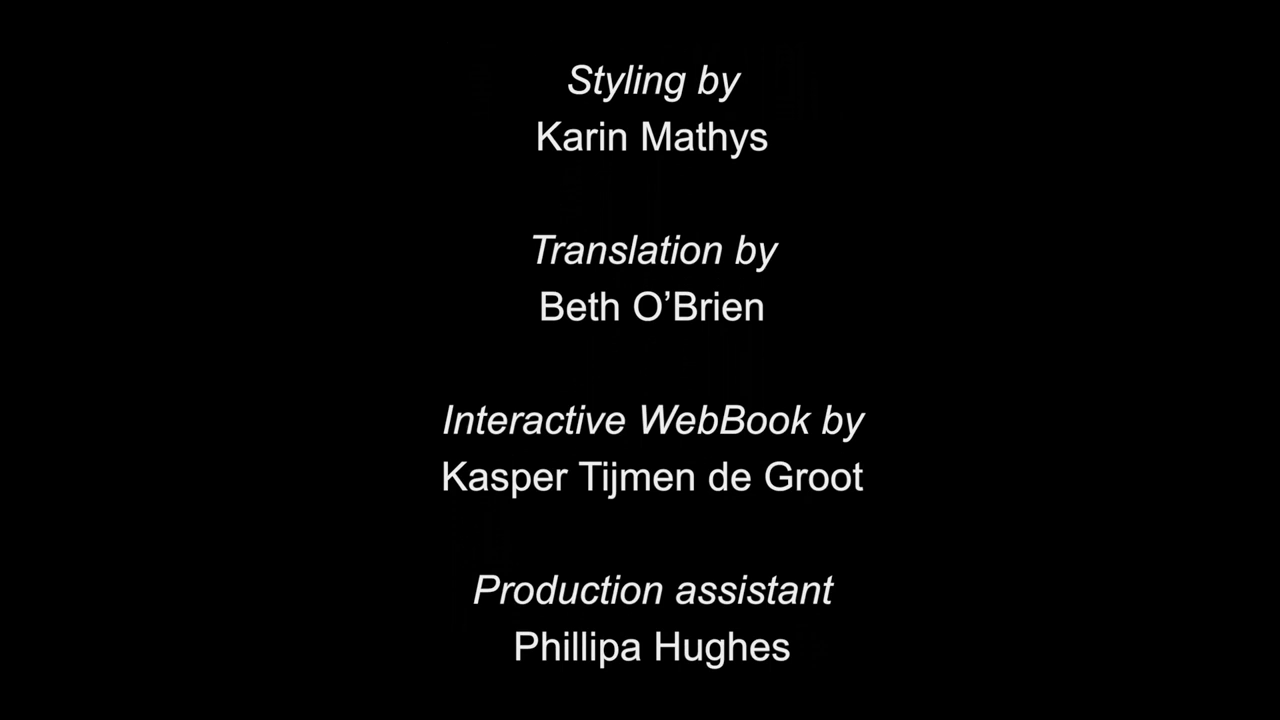 Styling by
Karin Mathys
Translation by
Beth O’Brien
Interactive WebBook by
Kasper Tijmen de Groot
Production assistant
Phillipa Hughes